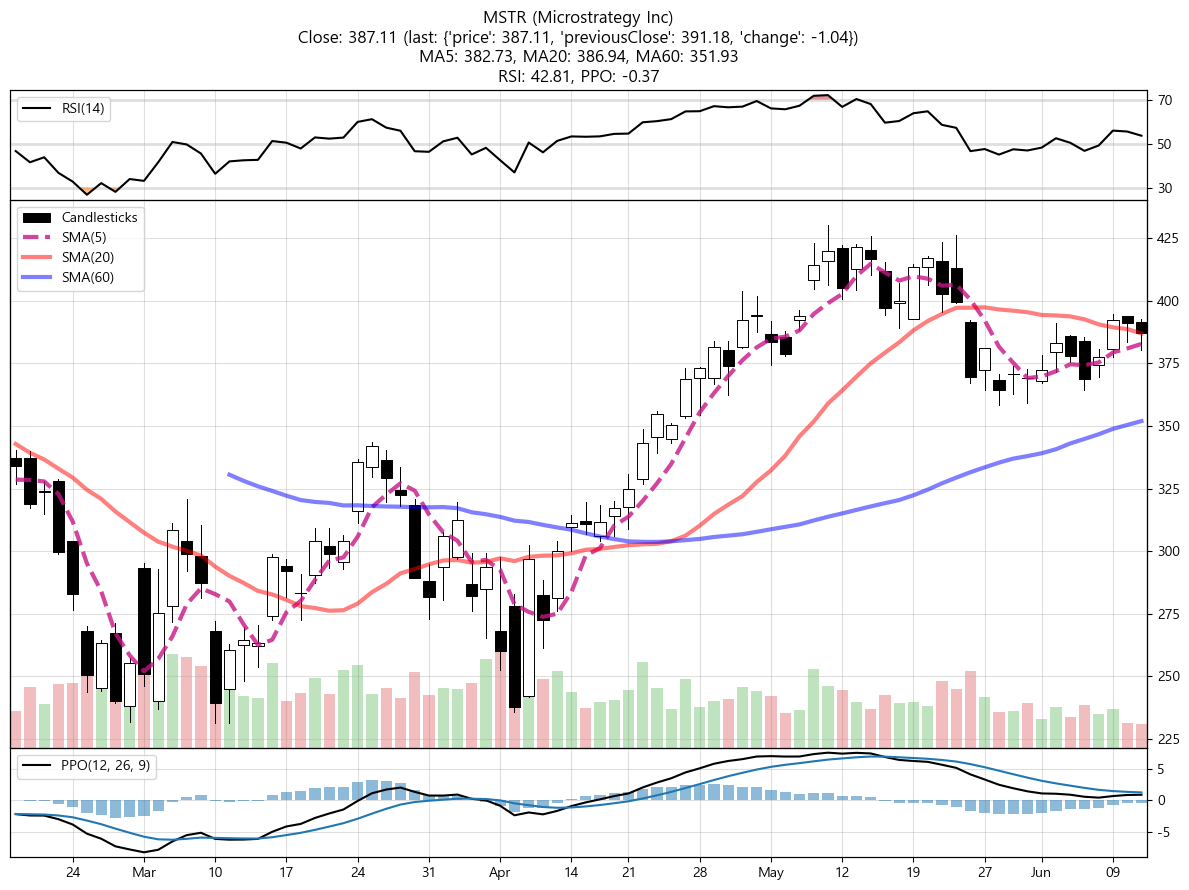 MSTR (Microstrategy Inc)
Close: 387.11 (last: {'price': 387.11, 'previousClose': 391.18, 'change': -1.04})
MA5: 382.73, MA20: 386.94, MA60: 351.93
RSI: 42.81, PPO: -0.37
RSI(14)
70
50
30
Candlesticks
SMA(5)
SMA(20)
SMA(60)
425
400
375
350
325
300
275
250
225
PPO(12, 26, 9)
5
0
-5
24 Mar 10 17 24 31 Apr 14 21 28 May 12 19 27 Jun 09